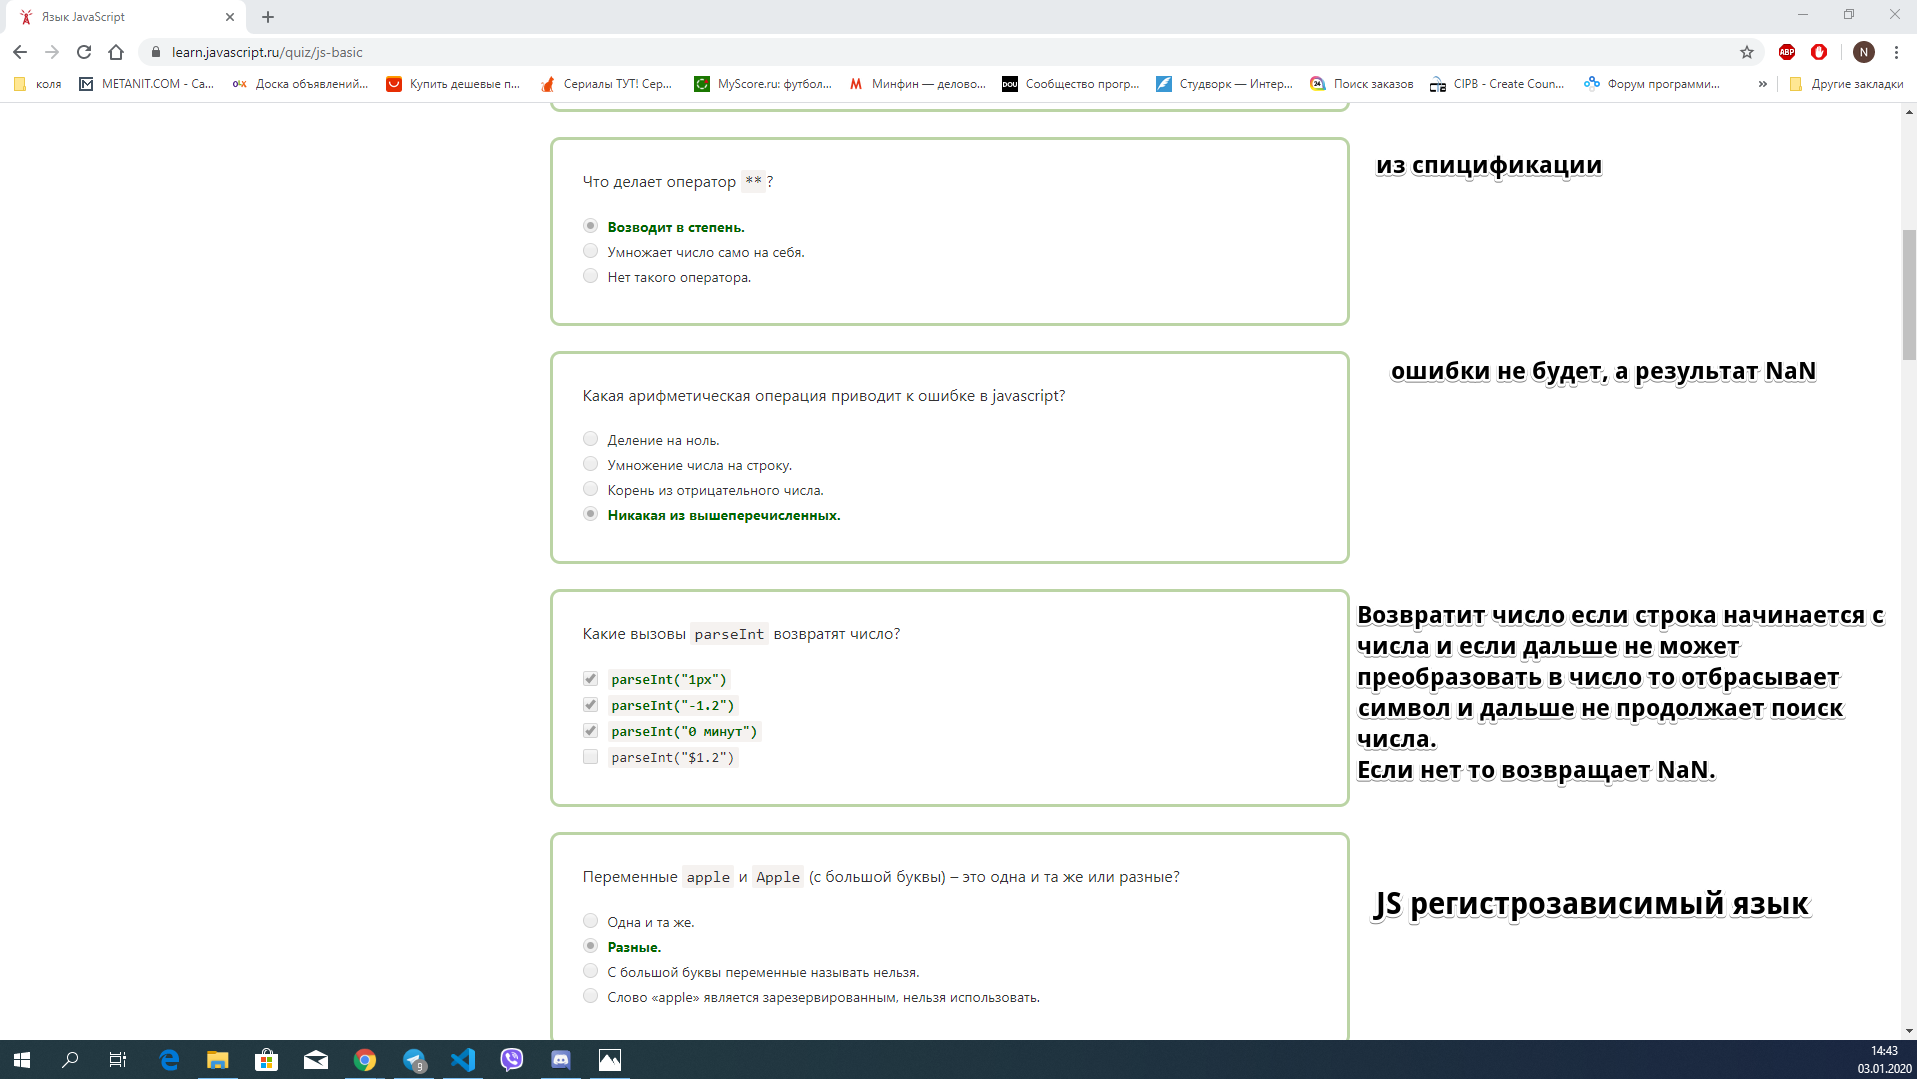 Язык JavaScript
learn.javascript.ru/quiz/js-basic
ABP
N
коля
METANIT.COM - Са...
Доска объявлений...
Купить дешевые п...
Сериалы ТУТ! Сер...
MyScore.ru: футбол...
Минфин — делово...
DOU
Сообщество прогр...
Студворк — Интер...
24
Поиск заказов
CIPB - Create Coun...
Форум программи...
»
Другие закладки
Что делает оператор ** ?
из спицификации
Возводит в степень.
Умножает число само на себя.
Нет такого оператора.
ошибки не будет, а результат NaN
Какая арифметическая операция приводит к ошибке в javascript?
Деление на ноль.
Умножение числа на строку.
Корень из отрицательного числа.
Никакая из вышеперечисленных.
Какие вызовы parseInt возвратят число?
parseInt("1px")
parseInt("-1.2")
parseInt("0 минут")
parseInt("$1.2")
Возвратит число если строка начинается с
числа и если дальше не может
преобразовать в число то отбрасывает
символ и дальше не продолжает поиск
числа.
Если нет то возвращает NaN.
Переменные apple и Apple (с большой буквы) – это одна и та же или разные?
Одна и та же.
Разные.
С большой буквы переменные называть нельзя.
Слово «apple» является зарезервированным, нельзя использовать.
JS регистрозависимый язык
9
14:43
03.01.2020